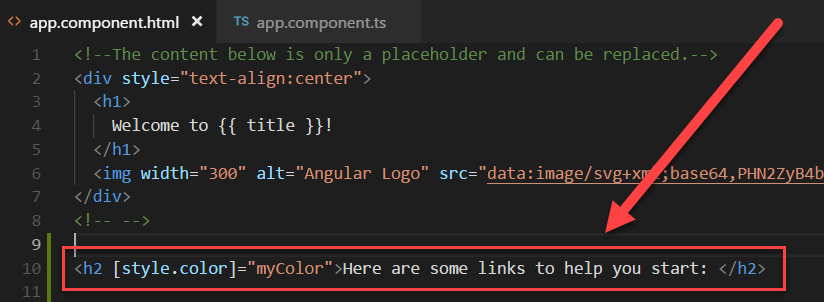 app.component.html
TS app.component.ts
1 <!--The content below is only a placeholder and can be replaced.-->
2 <div style="text-align:center">
3 <h1>
4 Welcome to {{ title }}!
5 </h1>
6 <img width="300" alt="Angular Logo" src="data:image/svg+xml;base64,PHN2ZyB4b
7 </div>
8 <!-- -->
9
10 <h2 [style.color]="myColor">Here are some links to help you start: </h2>
11